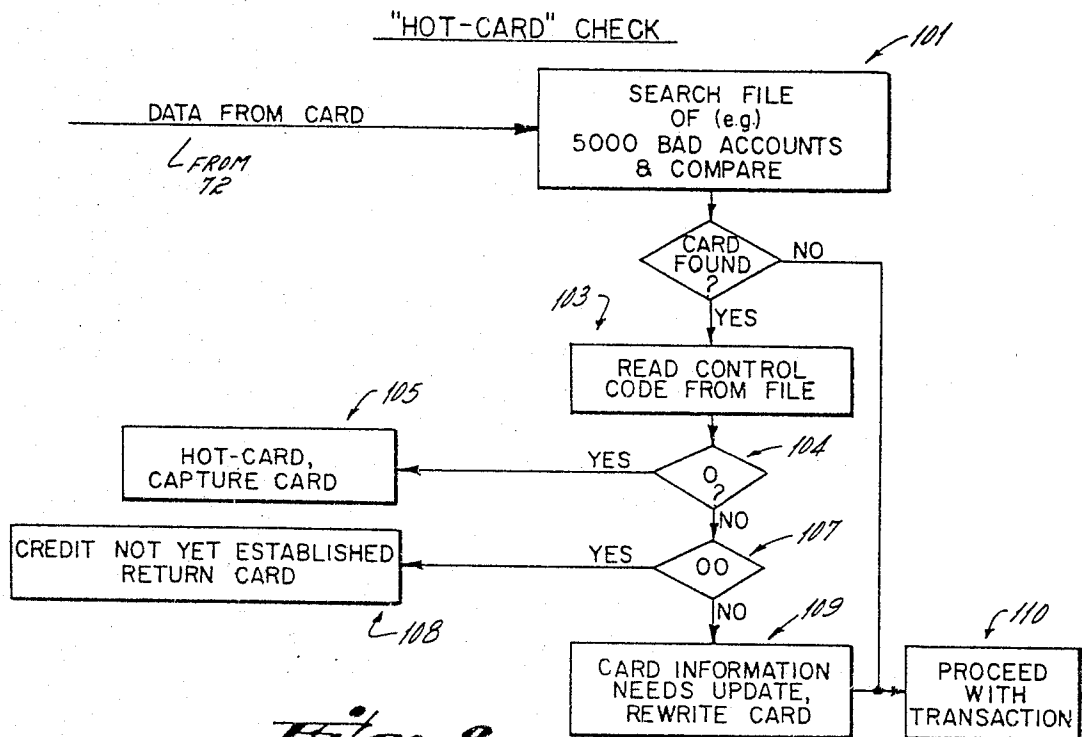 "HOT-CARD" CHECK
101
SEARCH FILE
OF (e.g.)
5000 BAD ACCOUNTS
& COMPARE
DATA FROM CARD
FROM
72
CARD
FOUND
?
NO
YES
103
READ CONTROL
CODE FROM FILE
105
HOT-CARD,
CAPTURE CARD
YES
O
?
104
NO
CREDIT NOT YET ESTABLISHED
RETURN CARD
108
YES
OO
107
NO
109
CARD INFORMATION
NEEDS UPDATE,
REWRITE CARD
110
PROCEED
WITH
TRANSACTION